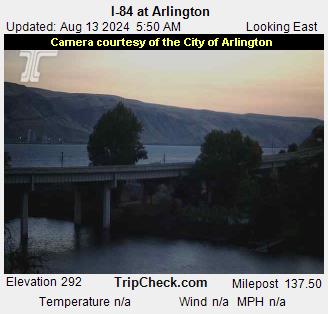 I-84 at Arlington
Updated: Aug 13 2024 5:50 AM Looking East
Camera courtesy of the City of Arlington
Elevation 292 TripCheck.com Milepost 137.50
Temperature n/a Wind n/a MPH n/a